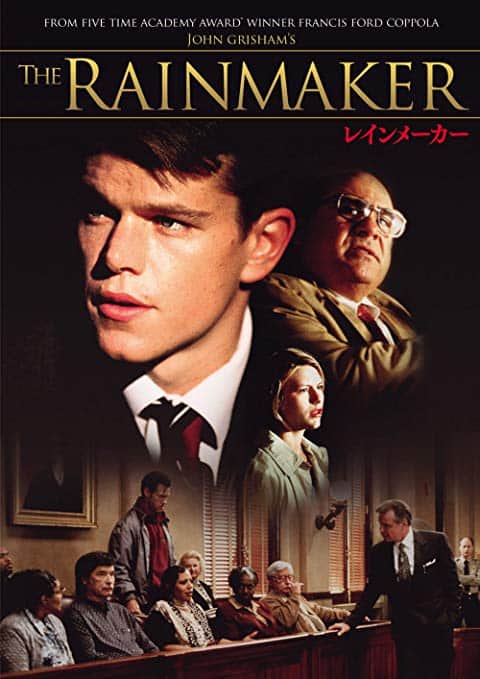 FROM FIVE TIME ACADEMY AWARD® WINNER FRANCIS FORD COPPOLA
JOHN GRISHAM'S
THE RAINMAKER
レインメーカー